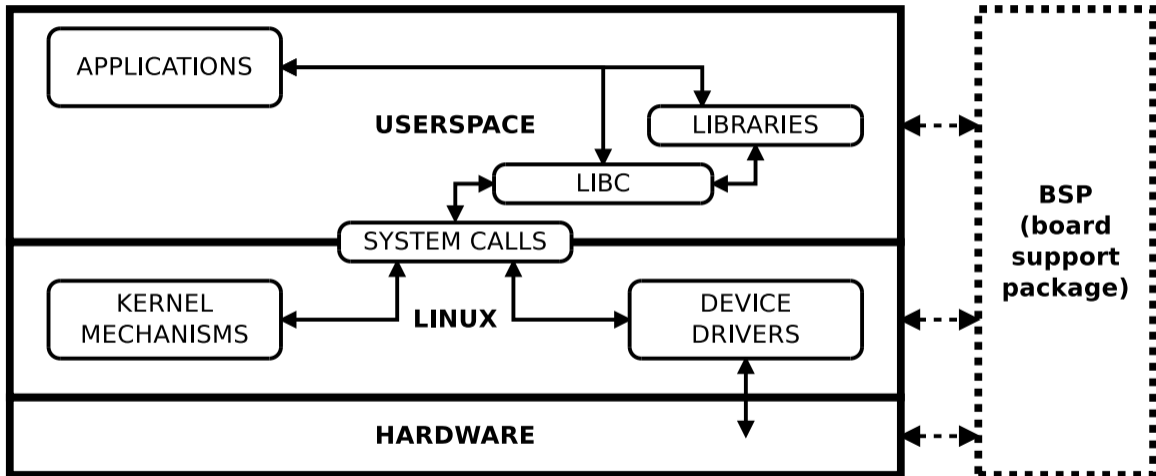 APPLICATIONS
USERSPACE
LIBRARIES
LIBC
SYSTEM CALLS
KERNEL
MECHANISMS
LINUX
DEVICE
DRIVERS
HARDWARE
BSP
(board
support
package)